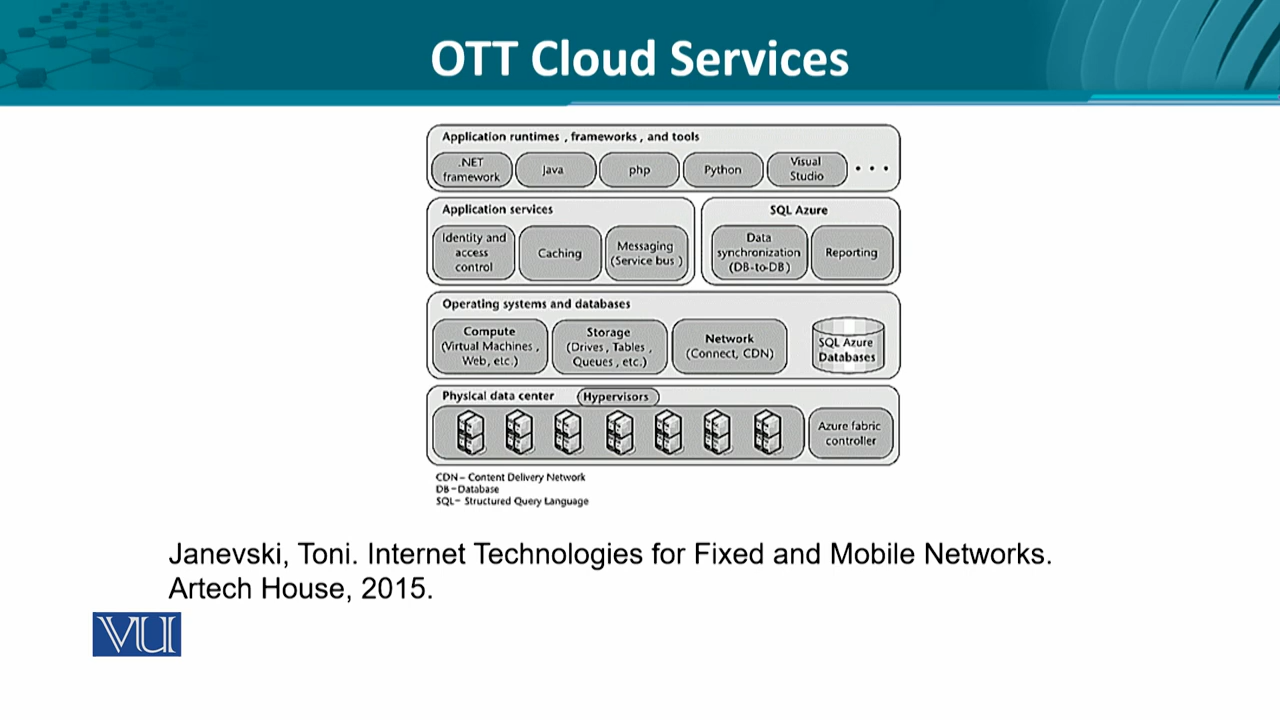 OTT Cloud Services
Application runtimes , frameworks , and tools
.NET
framework
Java
php
Python
Visual
Studio
• • •
Application services
Identity and
access
control
Caching
Messaging
(Service bus )
SQL Azure
Data
synchronization
(DB-to-DB)
Reporting
Operating systems and databases
Compute
(Virtual Machines ,
Web, etc.)
Storage
(Drives , Tables ,
Queues , etc.)
Network
(Connect, CDN)
SQL Azure
Databases
Physical data center
Hypervisors
Azure fabric
controller
CDN – Content Delivery Network
DB – Database
SQL – Structured Query Language
Janevski, Toni. Internet Technologies for Fixed and Mobile Networks.
Artech House, 2015.
VU